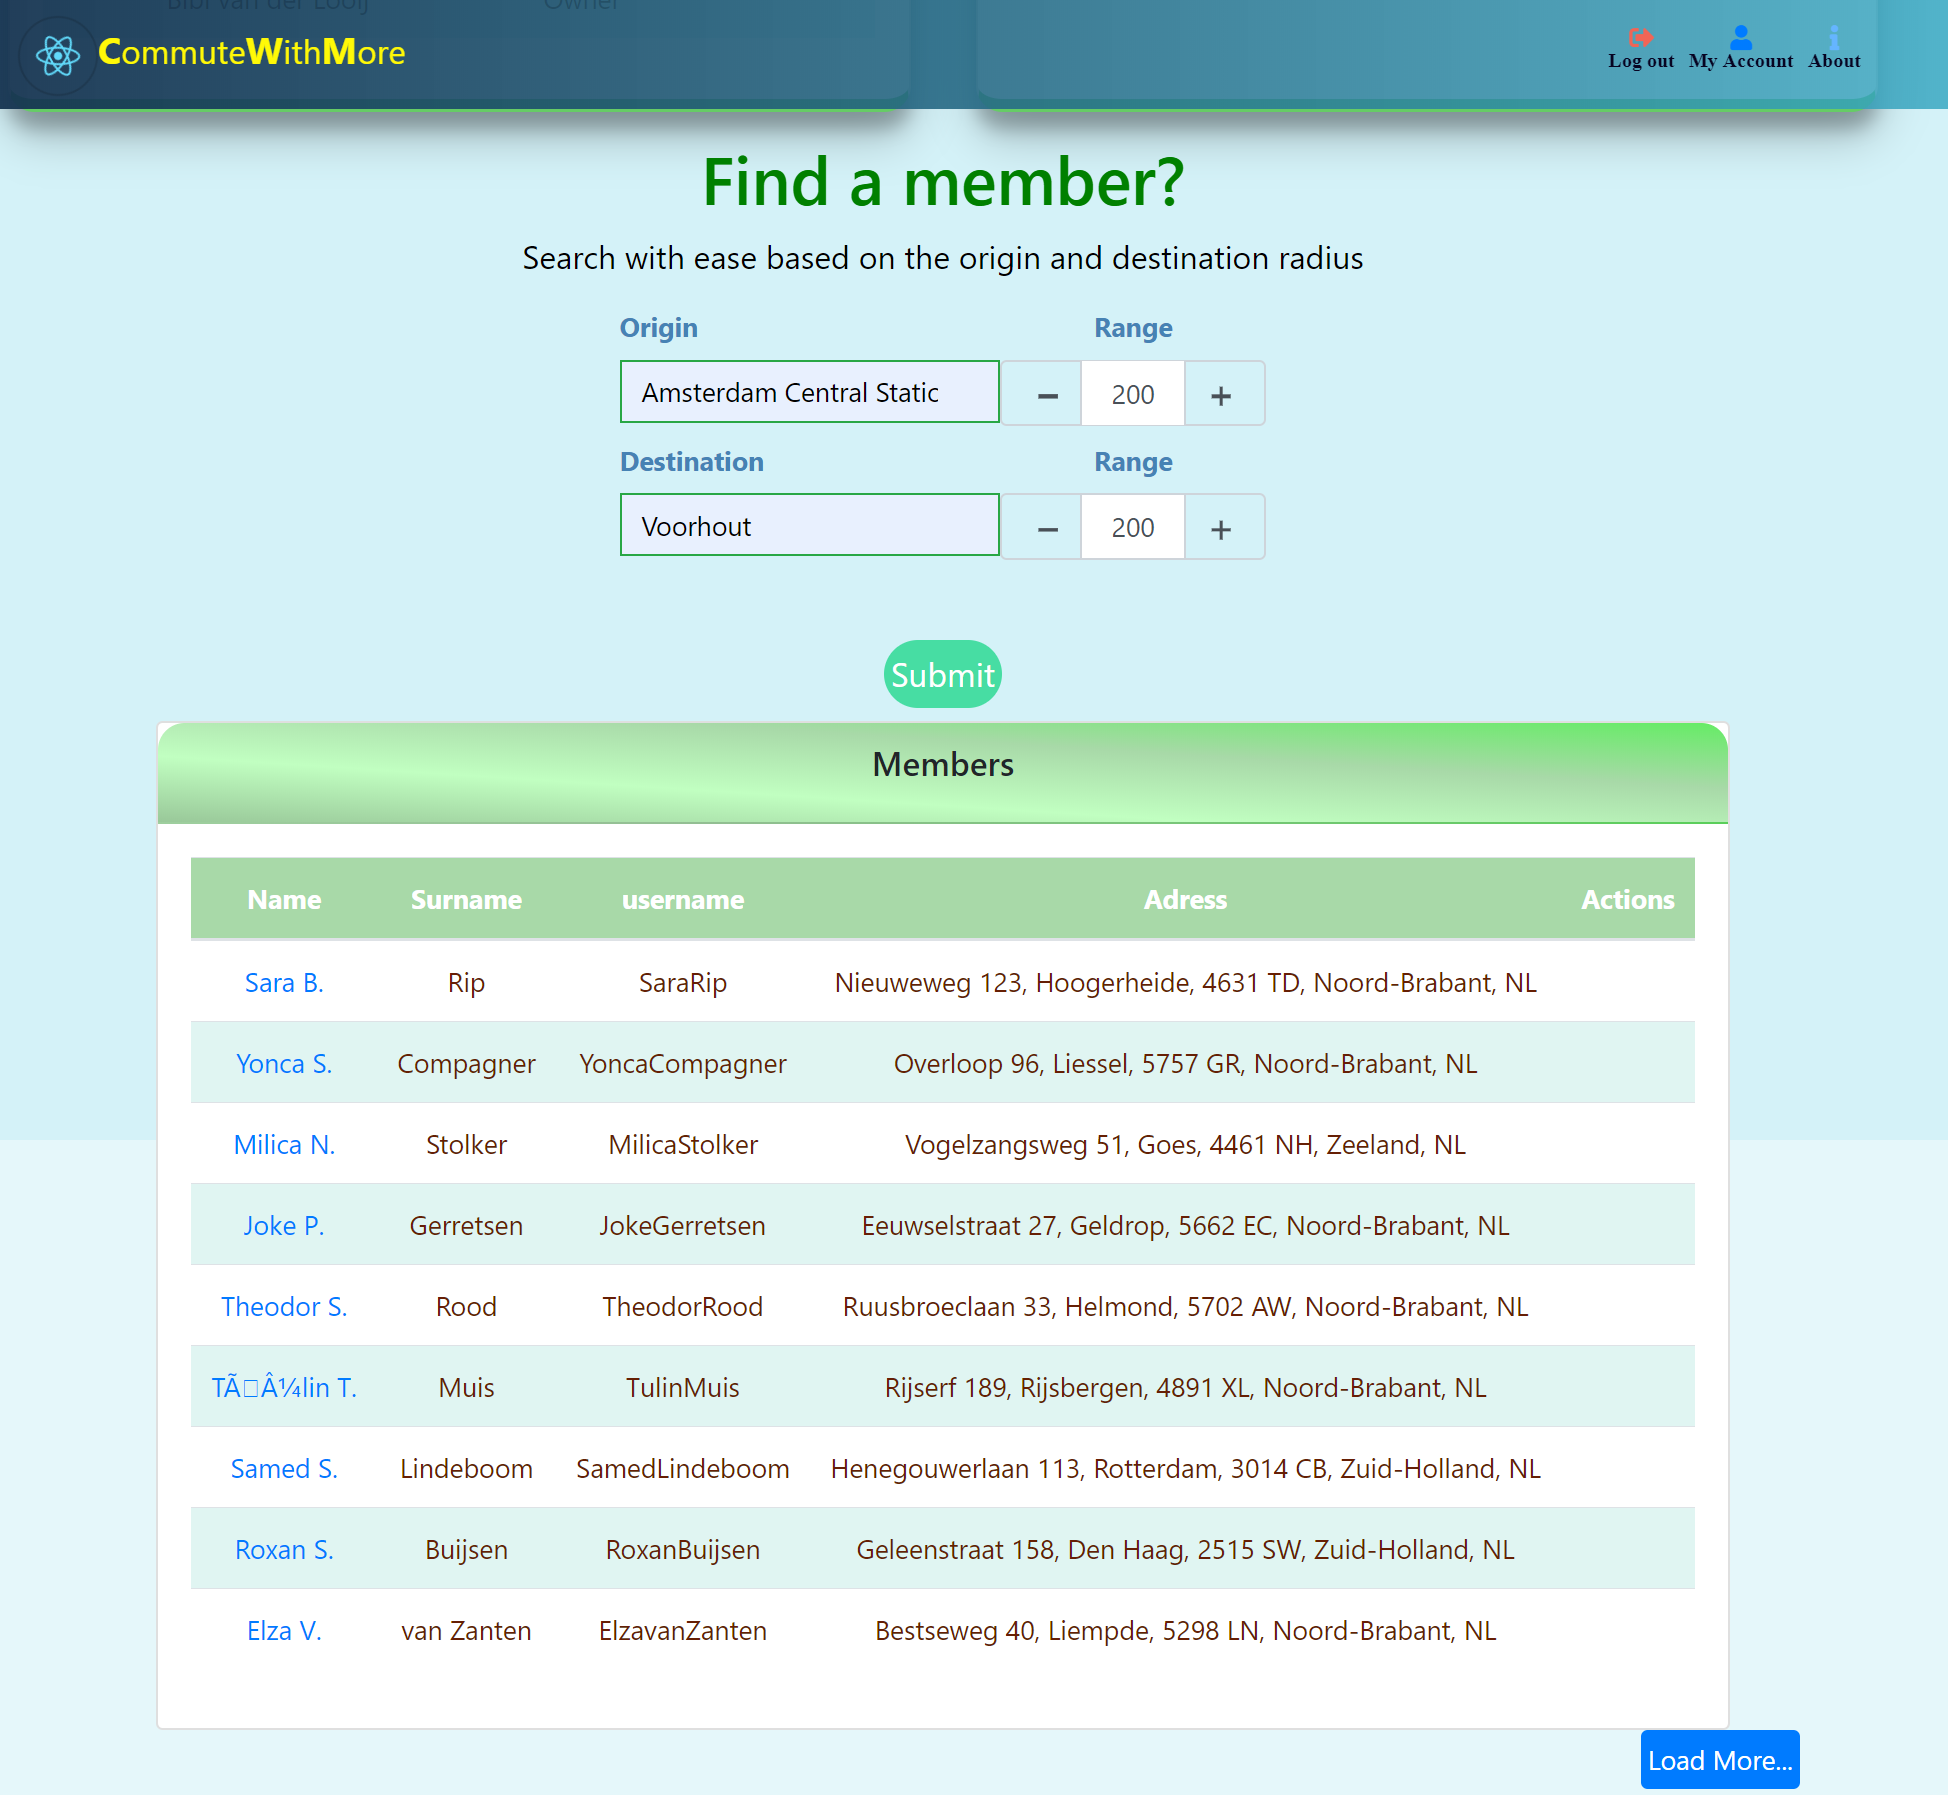 Bibi van der Looij Owner
CommuteWithMore
Log out My Account About
Find a member?
Search with ease based on the origin and destination radius
Origin Range
Amsterdam Central Static
− 200 +
Destination Range
Voorhout − 200 +
Submit
Members
Name Surname username Adress Actions
Sara B. Rip SaraRip Nieuweweg 123, Hoogerheide, 4631 TD, Noord-Brabant, NL
Yonca S. Compagner YoncaCompagner Overloop 96, Liessel, 5757 GR, Noord-Brabant, NL
Milica N. Stolker MilicaStolker Vogelzangsweg 51, Goes, 4461 NH, Zeeland, NL
Joke P. Gerretsen JokeGerretsen Eeuwselstraat 27, Geldrop, 5662 EC, Noord-Brabant, NL
Theodor S. Rood TheodorRood Ruusbroeclaan 33, Helmond, 5702 AW, Noord-Brabant, NL
TÃ□Â¼lin T. Muis TulinMuis Rijserf 189, Rijsbergen, 4891 XL, Noord-Brabant, NL
Samed S. Lindeboom SamedLindeboom Henegouwerlaan 113, Rotterdam, 3014 CB, Zuid-Holland, NL
Roxan S. Buijsen RoxanBuijsen Geleenstraat 158, Den Haag, 2515 SW, Zuid-Holland, NL
Elza V. van Zanten ElzavanZanten Bestseweg 40, Liempde, 5298 LN, Noord-Brabant, NL
Load More...